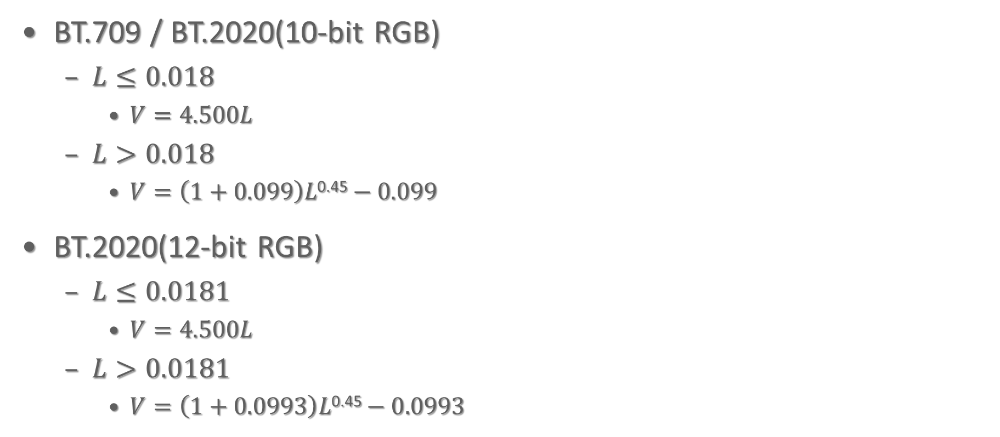 • BT.709 / BT.2020(10-bit RGB)
– L ≤ 0.018
• V = 4.500L
– L > 0.018
• V = (1 + 0.099)L^0.45 − 0.099
• BT.2020(12-bit RGB)
– L ≤ 0.0181
• V = 4.500L
– L > 0.0181
• V = (1 + 0.0993)L^0.45 − 0.0993